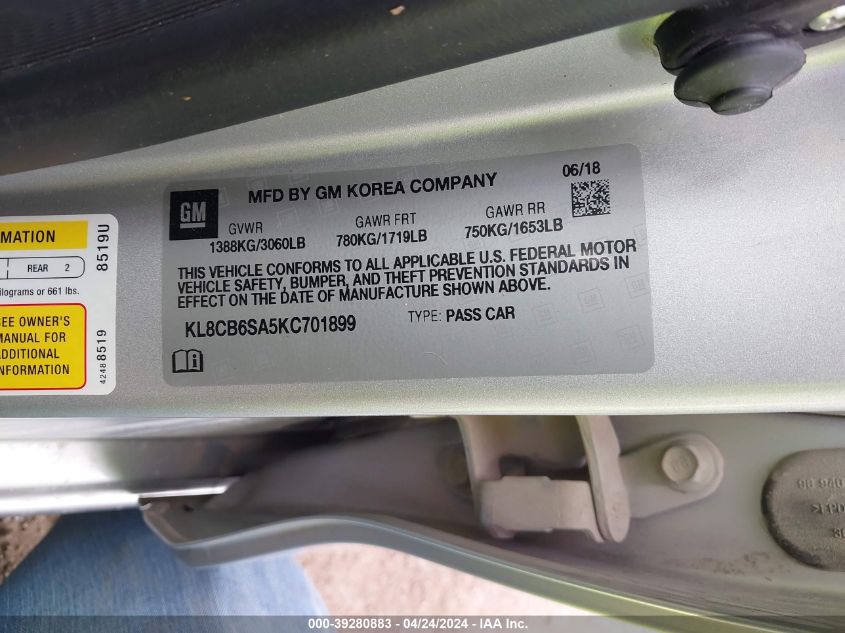 GM
MFD BY GM KOREA COMPANY
06/18
GVWR
GAWR FRT
GAWR RR
1388KG/3060LB
780KG/1719LB
750KG/1653LB
THIS VEHICLE CONFORMS TO ALL APPLICABLE U.S. FEDERAL MOTOR
VEHICLE SAFETY, BUMPER, AND THEFT PREVENTION STANDARDS IN
EFFECT ON THE DATE OF MANUFACTURE SHOWN ABOVE.
KL8CB6SA5KC701899
TYPE: PASS CAR
MATION
REAR 2
ilograms or 661 lbs.
SEE OWNER'S
MANUAL FOR
ADDITIONAL
INFORMATION
8519U
42488519
000-39280883 - 04/24/2024 - IAA Inc.